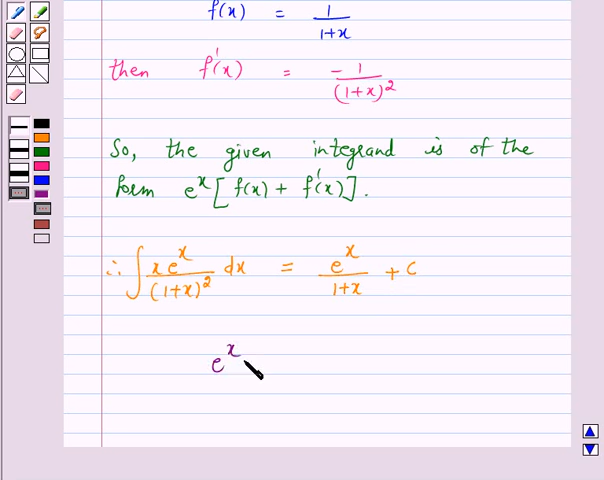 f(x) = 1/(1+x)
then f'(x) = -1/(1+x)²
So, the given integrand is of the
form eˣ[f(x) + f'(x)].
∴ ∫ xeˣ/(1+x)² dx = eˣ/(1+x) + c
eˣ